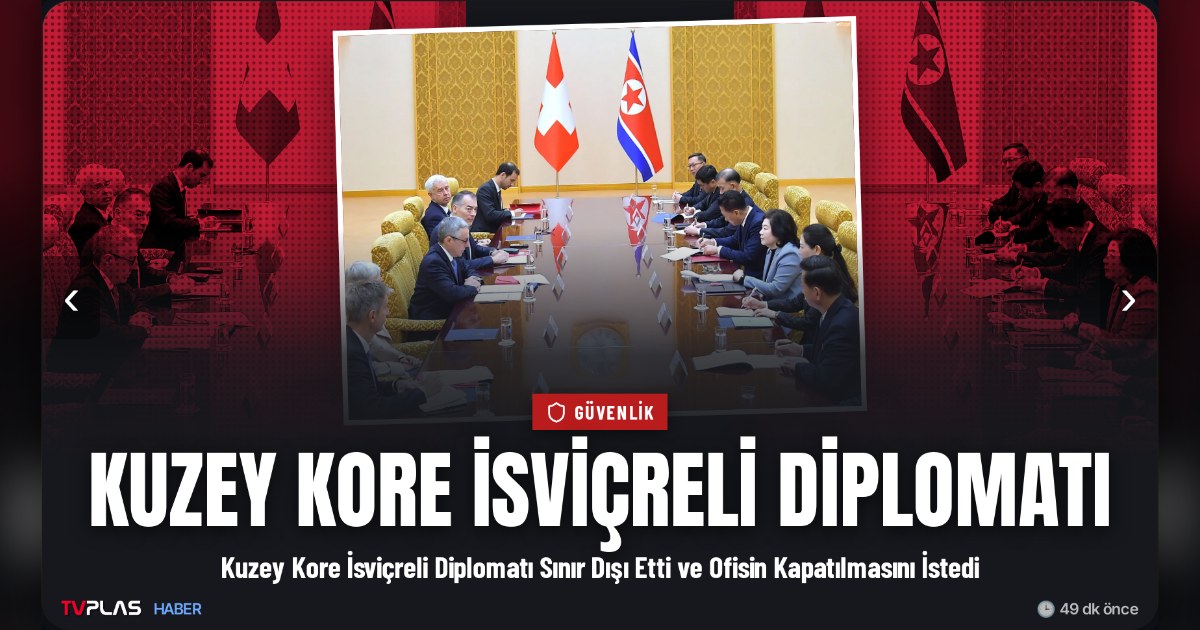 GÜVENLİK
KUZEY KORE İSVİÇRELİ DİPLOMATI
Kuzey Kore İsviçreli Diplomatı Sınır Dışı Etti ve Ofisin Kapatılmasını İstedi
TVPLAS HABER
49 dk önce